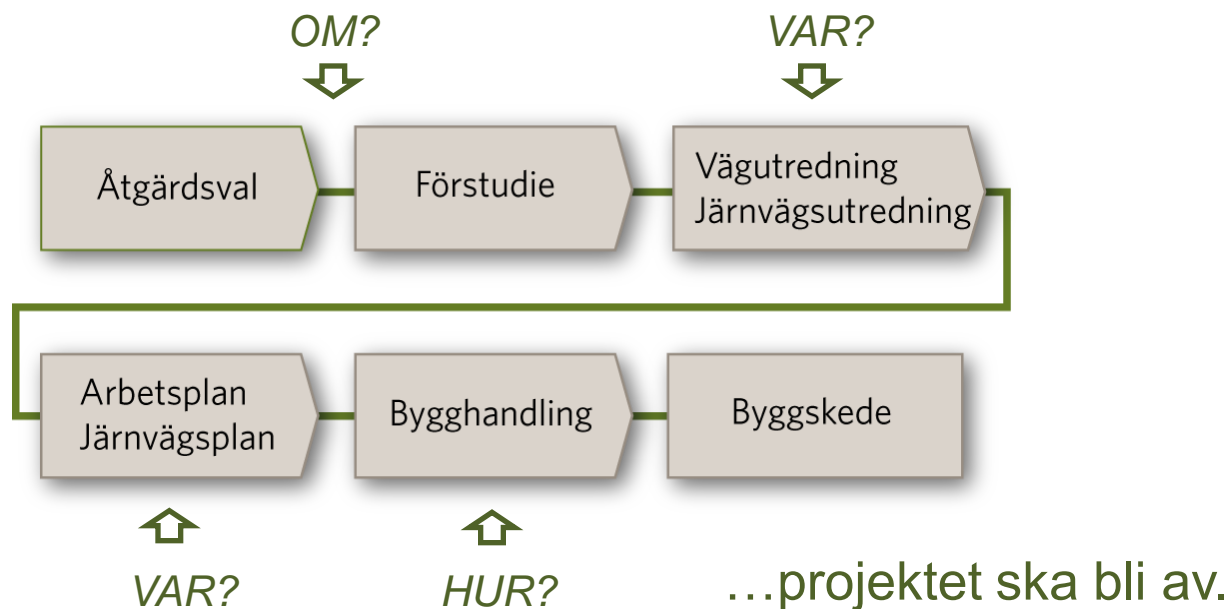 OM?
VAR?
Åtgärdsval
Förstudie
Vägutredning
Järnvägsutredning
Arbetsplan
Järnvägsplan
Bygghandling
Byggskede
VAR?
HUR?
…projektet ska bli av.